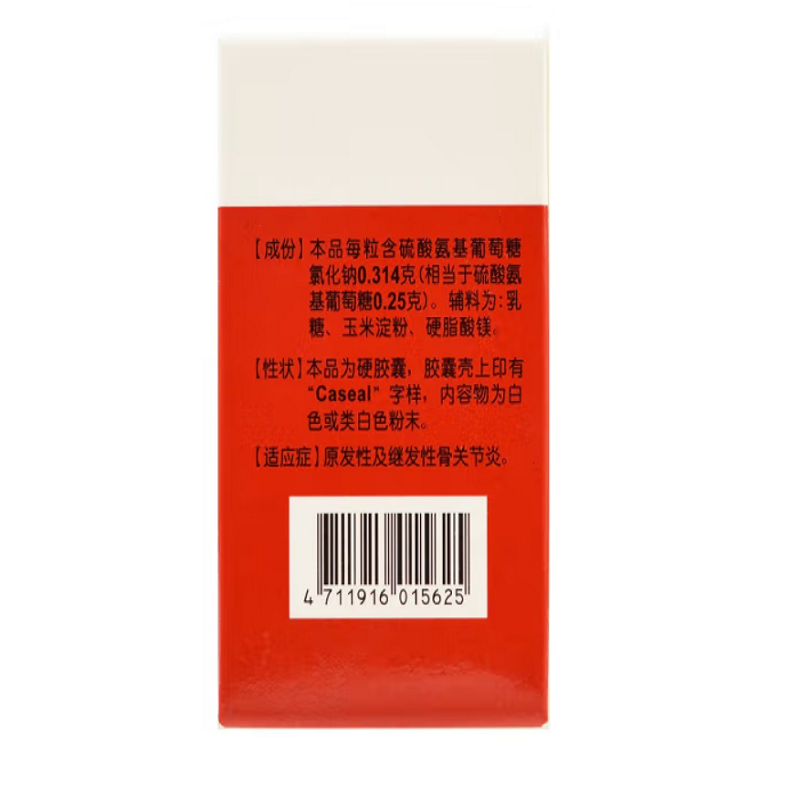 【成份】本品每粒含硫酸氨基葡萄糖
氯化钠0.314克(相当于硫酸氨
基葡萄糖0.25克)。辅料为:乳
糖、玉米淀粉、硬脂酸镁。
【性状】本品为硬胶囊，胶囊壳上印有
“Caseal”字样，内容物为白
色或类白色粉末。
【适应症】原发性及继发性骨关节炎。
4 711916 015625